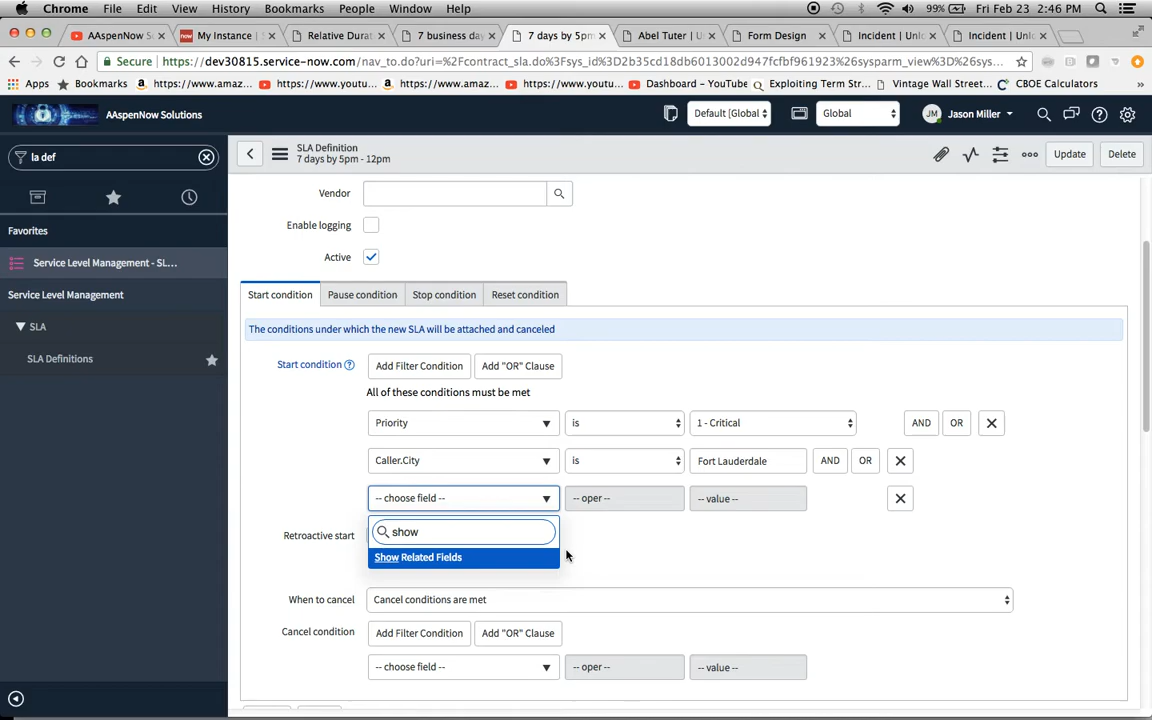 Chrome File Edit View History Bookmarks People Window Help 99% Fri Feb 23 2:46 PM
AAspenNow S My Instance | S Relative Durat 7 business day 7 days by 5pm Abel Tuter | U Form Design Incident | Unlo Incident | Unlo
Secure https://dev30815.service-now.com/nav_to.do?uri=%2Fcontract_sla.do%3Fsys_id%3D2b35cd18db6013002d947fcfbf961923%26sysparm_view%3D%26sys...
Apps Bookmarks https://www.amaz... https://www.youtu... https://www.amaz... https://www.youtu... Dashboard - YouTube Exploiting Term Str... Vintage Wall Street... CBOE Calculators »
AAspenNow Solutions Default [Global Global JM Jason Miller
la def
SLA Definition
7 days by 5pm - 12pm
Update Delete
Vendor
Enable logging
Favorites
Active
Service Level Management - SL...
Service Level Management
Start condition Pause condition Stop condition Reset condition
SLA
The conditions under which the new SLA will be attached and canceled
SLA Definitions
Start condition Add Filter Condition Add "OR" Clause
All of these conditions must be met
Priority is 1 - Critical AND OR
Caller.City is Fort Lauderdale AND OR
-- choose field -- -- oper -- -- value --
show
Retroactive start
Show Related Fields
When to cancel Cancel conditions are met
Cancel condition Add Filter Condition Add "OR" Clause
-- choose field -- -- oper -- -- value --